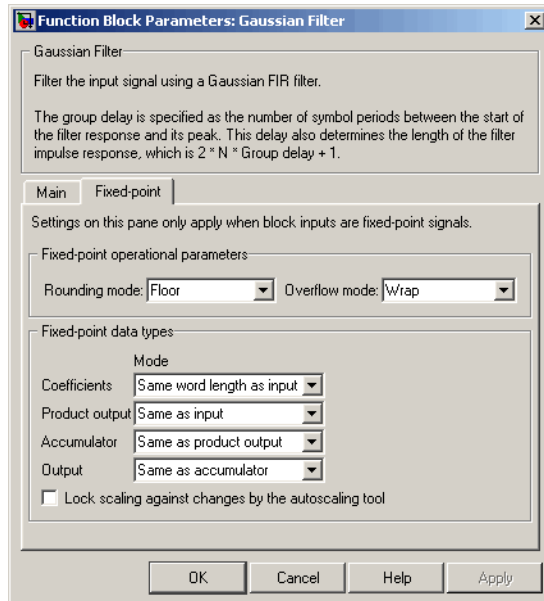 Function Block Parameters: Gaussian Filter
Gaussian Filter
Filter the input signal using a Gaussian FIR filter.
The group delay is specified as the number of symbol periods between the start of
the filter response and its peak. This delay also determines the length of the filter
impulse response, which is 2 * N * Group delay + 1.
Main Fixed-point
Settings on this pane only apply when block inputs are fixed-point signals.
Fixed-point operational parameters
Rounding mode: Floor Overflow mode: Wrap
Fixed-point data types
Mode
Coefficients Same word length as input
Product output Same as input
Accumulator Same as product output
Output Same as accumulator
Lock scaling against changes by the autoscaling tool
OK Cancel Help Apply